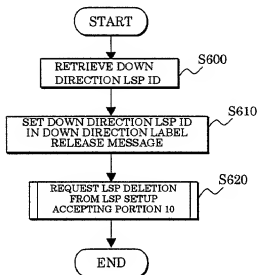 START
RETRIEVE DOWN
DIRECTION LSP ID
S600
SET DOWN DIRECTION LSP ID
IN DOWN DIRECTION LABEL
RELEASE MESSAGE
S610
REQUEST LSP DELETION
FROM LSP SETUP
ACCEPTING PORTION 10
S620
END